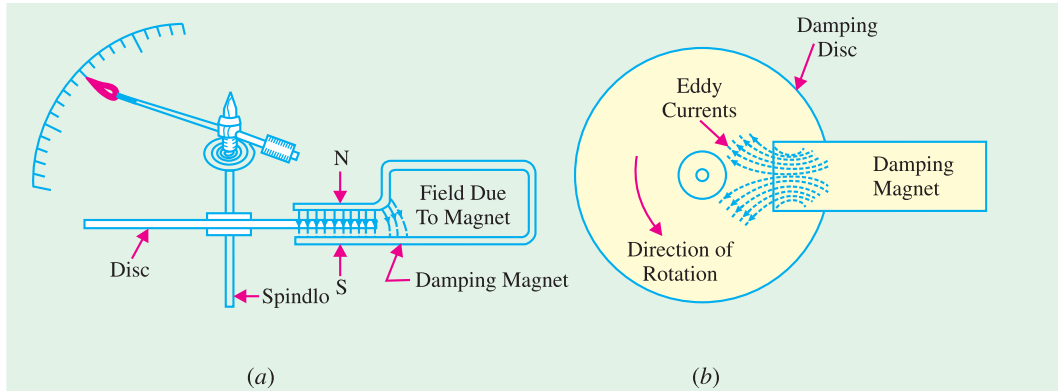 N
Field Due
To Magnet
Disc
Spindlo
S
Damping Magnet
(a)
Damping
Disc
Eddy
Currents
Damping
Magnet
Direction of
Rotation
(b)